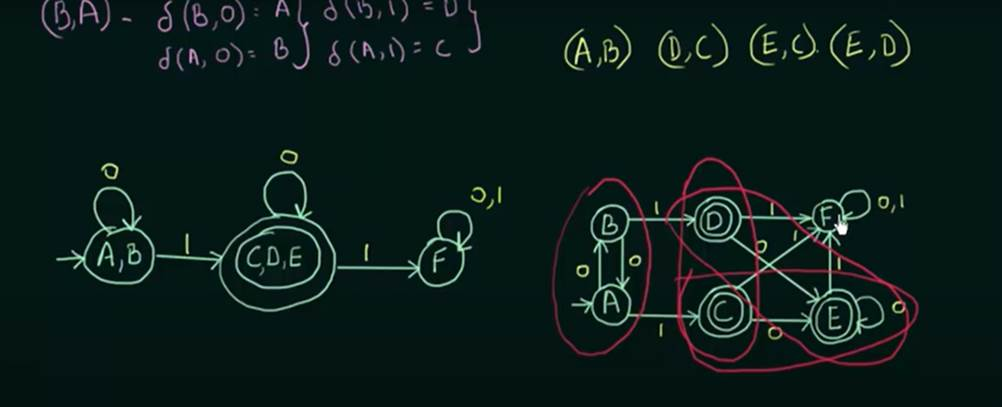 (B,A) - δ(B,0) = A } δ(B,1) = D }
δ(A,0) = B } δ(A,1) = C }
(A,B) (D,C) (E,C) (E,D)
0
0
0,1
A,B
1
C,D,E
1
F
B
1
D
1
F
0,1
0
0
0
1
1
A
1
C
0
E
0